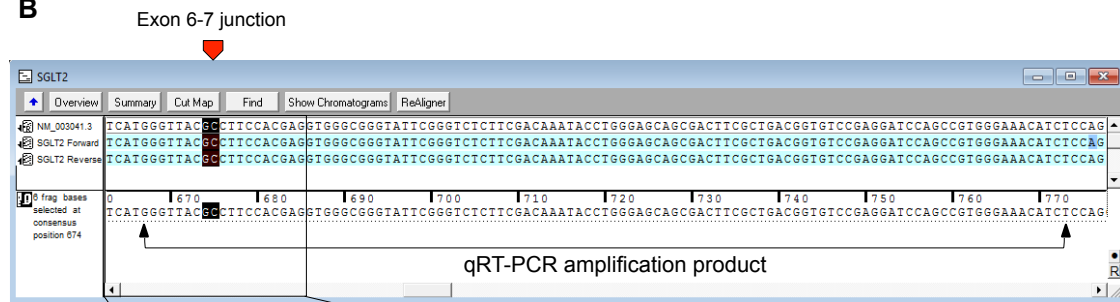 B
Exon 6-7 junction
SGLT2
Overview Summary Cut Map Find Show Chromatograms ReAligner
NM_003041.3 TCATGGGTTACGCCTTCCACGAGGTGGGCGGGTATTCGGGTCTCTTCGACAAATACCTGGGAGCAGCGACTTCGCTGACGGTGTCCGAGGATCCAGCCGTGGGAAACATCTCCAG
SGLT2 Forward TCATGGGTTACGCCTTCCACGAGGTGGGCGGGTATTCGGGTCTCTTCGACAAATACCTGGGAGCAGCGACTTCGCTGACGGTGTCCGAGGATCCAGCCGTGGGAAACATCTCCAG
SGLT2 Reverse TCATGGGTTACGCCTTCCACGAGGTGGGCGGGTATTCGGGTCTCTTCGACAAATACCTGGGAGCAGCGACTTCGCTGACGGTGTCCGAGGATCCAGCCGTGGGAAACATCTCCAG
6 frag bases 0 670 680 690 700 710 720 730 740 750 760 770
selected at TCATGGGTTACGCCTTCCACGAGGTGGGCGGGTATTCGGGTCTCTTCGACAAATACCTGGGAGCAGCGACTTCGCTGACGGTGTCCGAGGATCCAGCCGTGGGAAACATCTCCAG
consensus
position 674
qRT-PCR amplification product
R